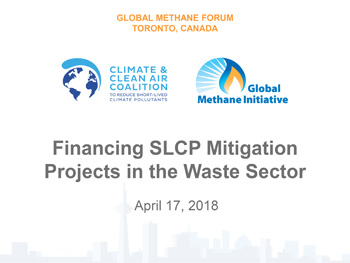 GLOBAL METHANE FORUM
TORONTO, CANADA
CLIMATE &
CLEAN AIR
COALITION
TO REDUCE SHORT-LIVED
CLIMATE POLLUTANTS
Global
Methane Initiative
Financing SLCP Mitigation
Projects in the Waste Sector
April 17, 2018